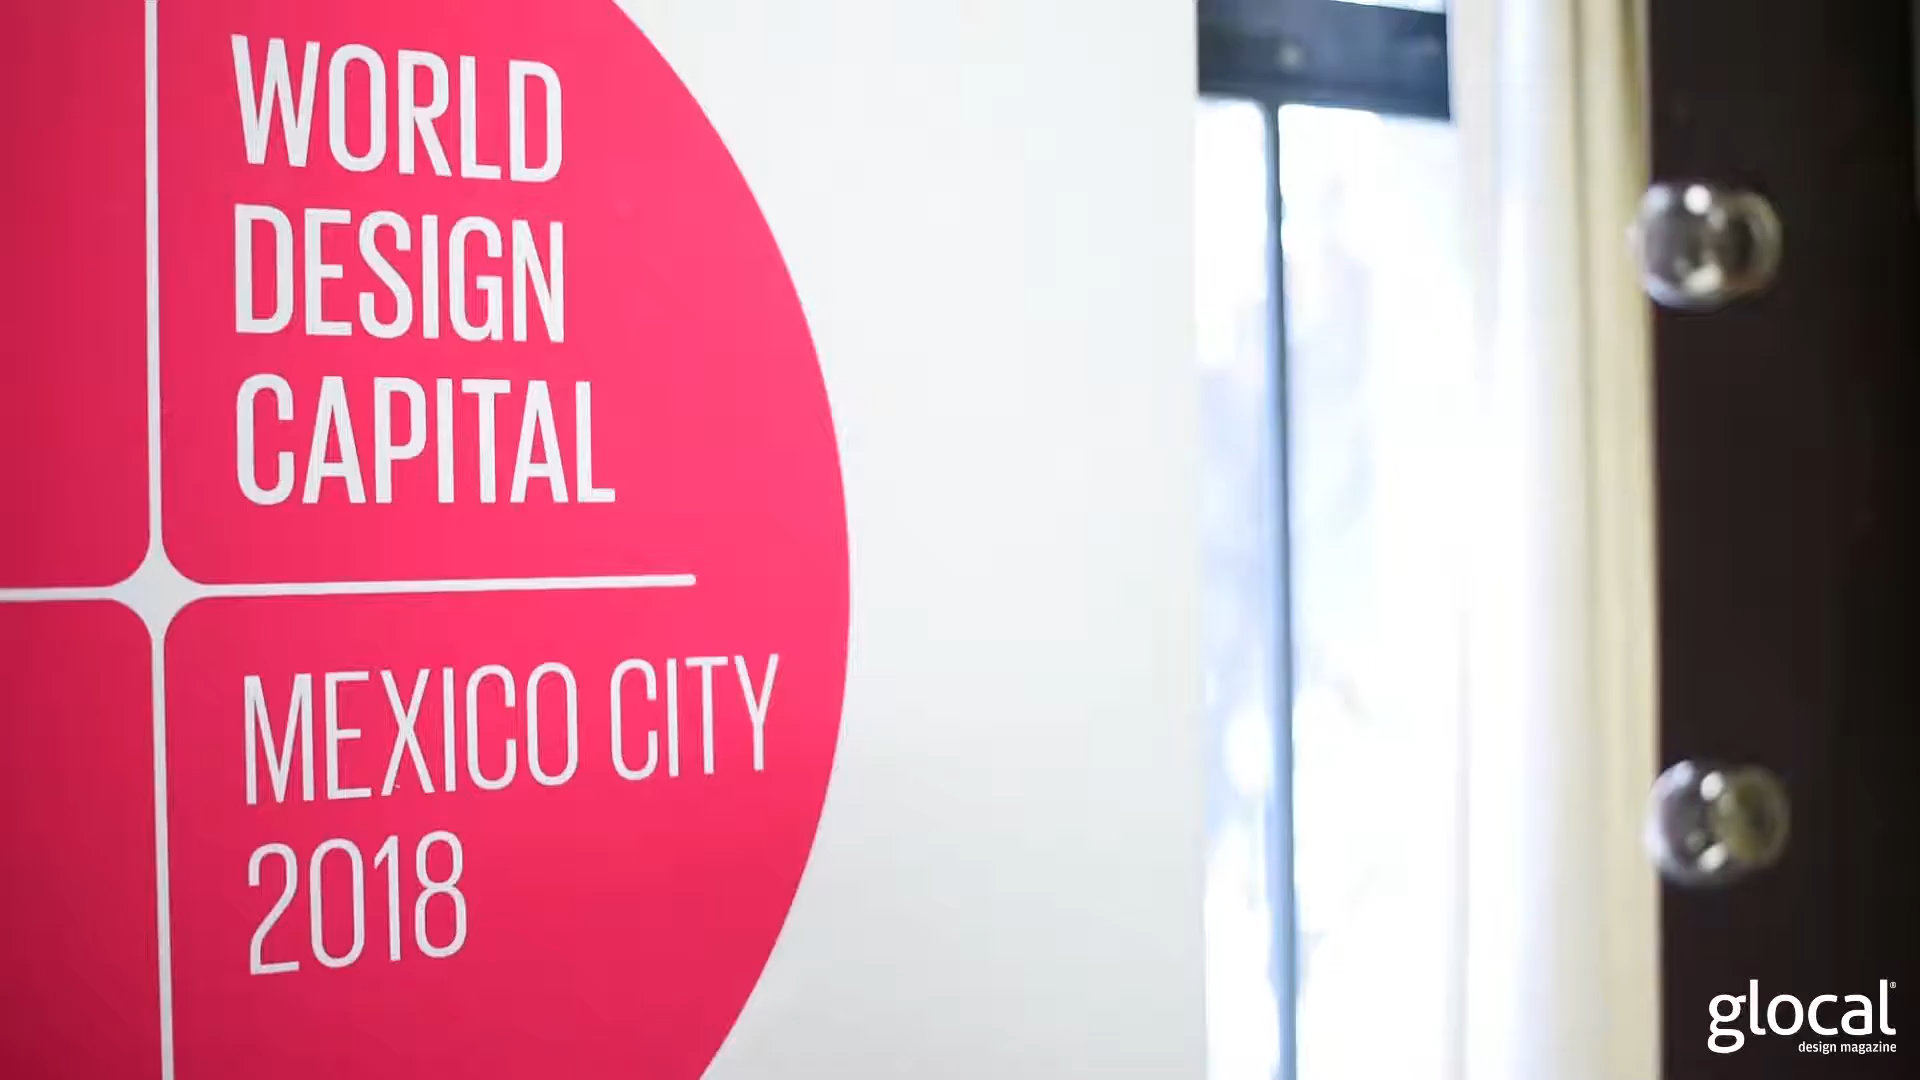 WORLD
DESIGN
CAPITAL
MEXICO CITY
2018
glocal®
design magazine